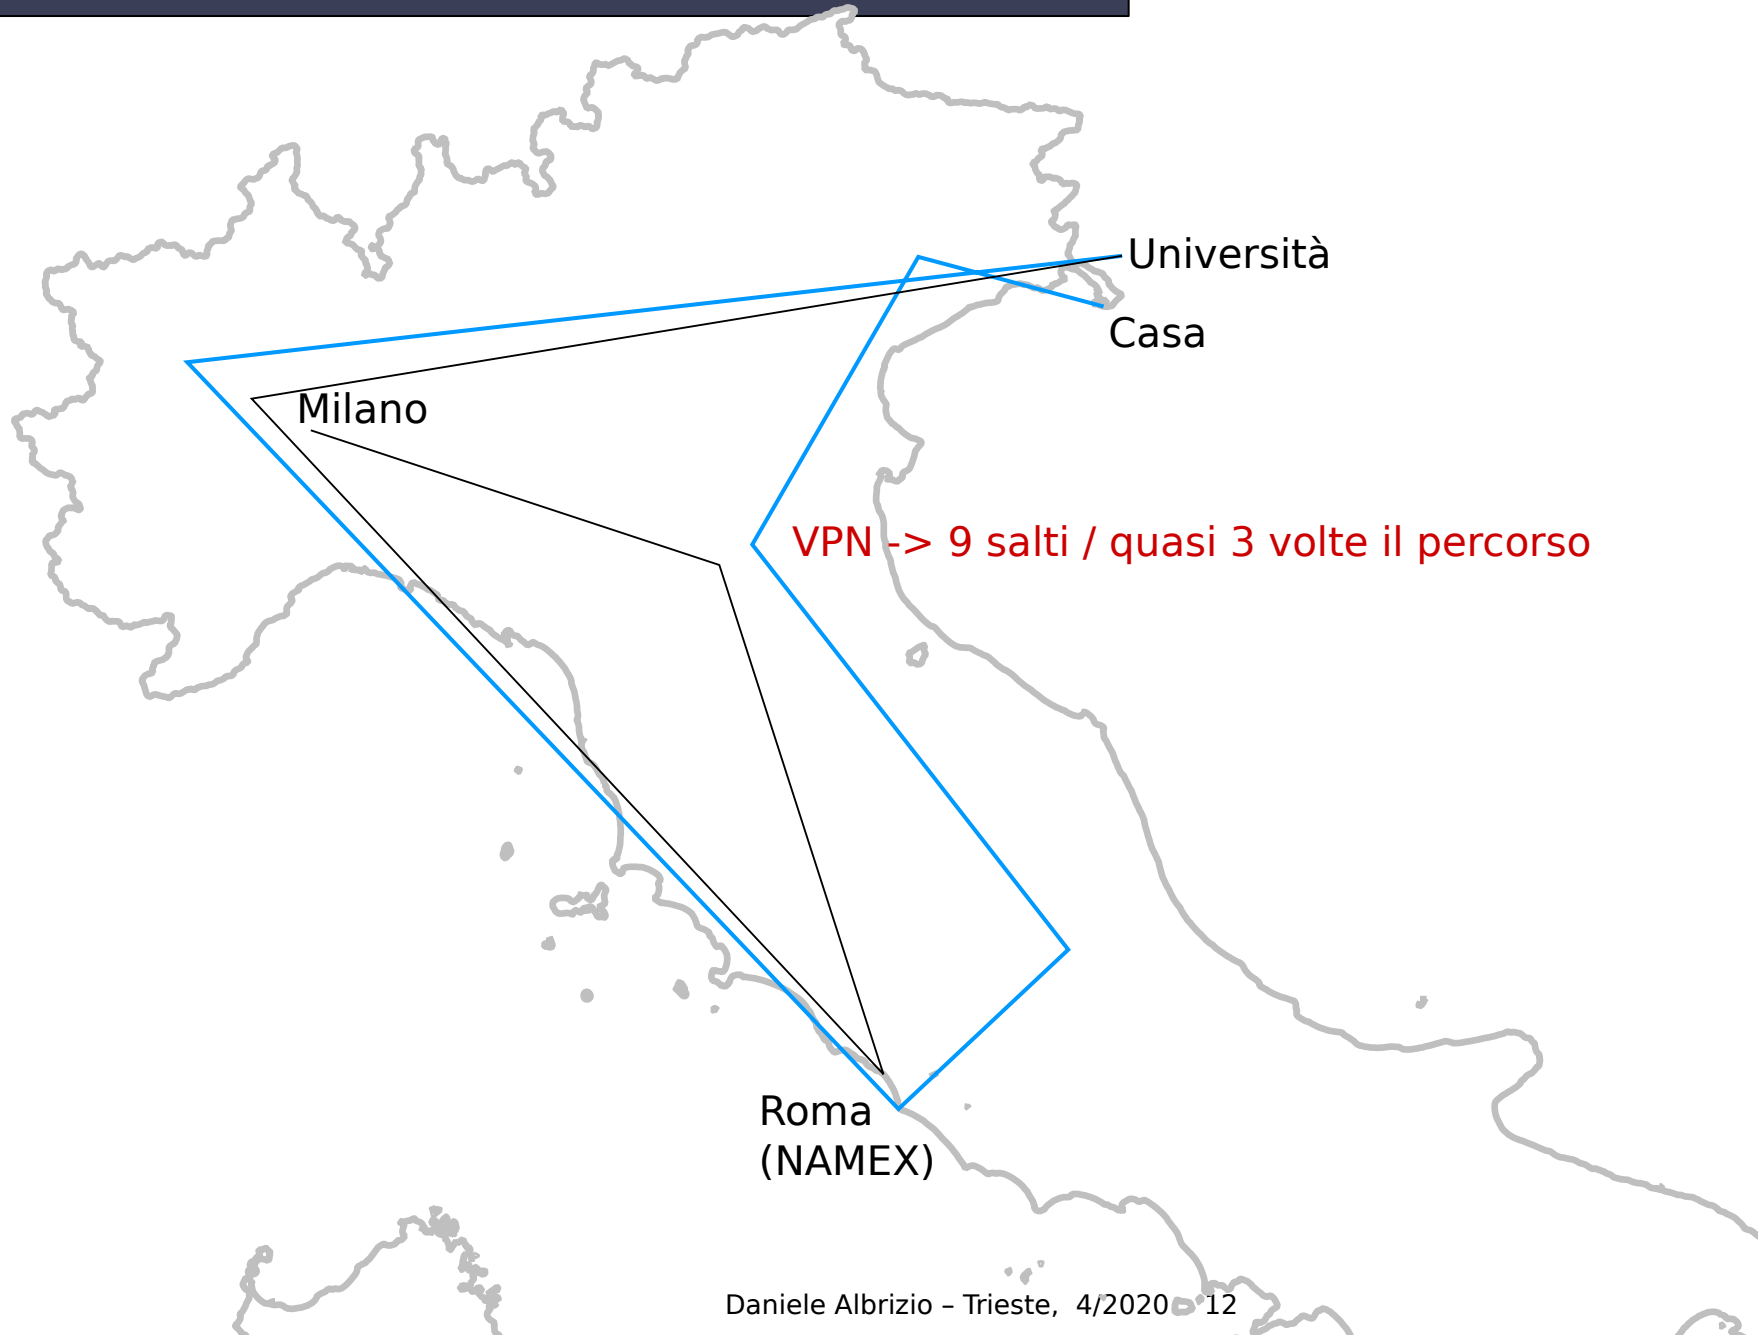 Università
Casa
Milano
VPN -> 9 salti / quasi 3 volte il percorso
Roma
(NAMEX)
Daniele Albrizio – Trieste, 4/2020 12